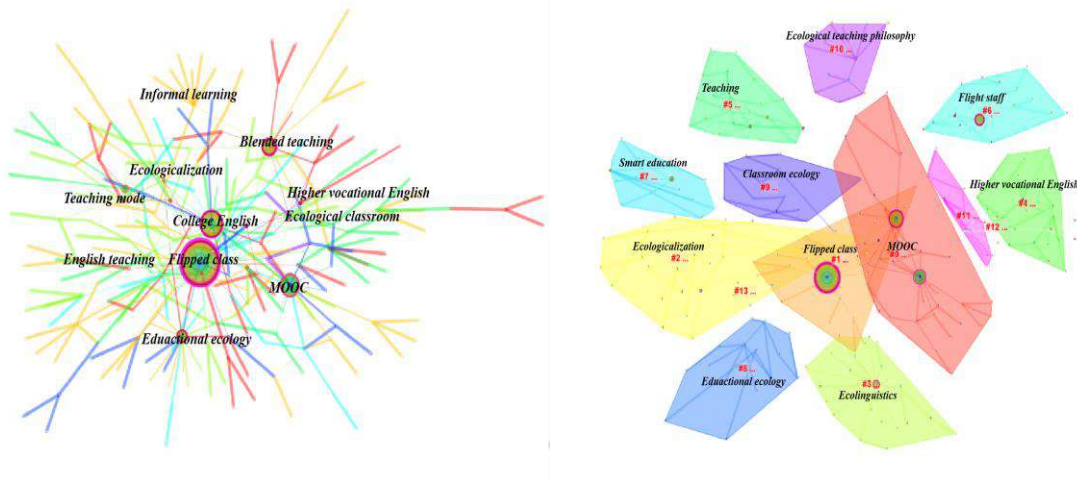 Informal learning
Blended teaching
Ecologicalization
Teaching mode
Higher vocational English
College English
Ecological classroom
English teaching
Flipped class
MOOC
Eduactional ecology
Ecological teaching philosophy
#10 ...
Teaching
#5 ...
Flight staff
#6 ...
Smart education
#7 ...
Classroom ecology
#9 ...
Higher vocational English
#4 ...
#11 ...
#12 ...
Ecologicalization
#2 ...
Flipped class
#1 ...
MOOC
#13 ...
#8 ...
Eduactional ecology
#3
Ecolinguistics